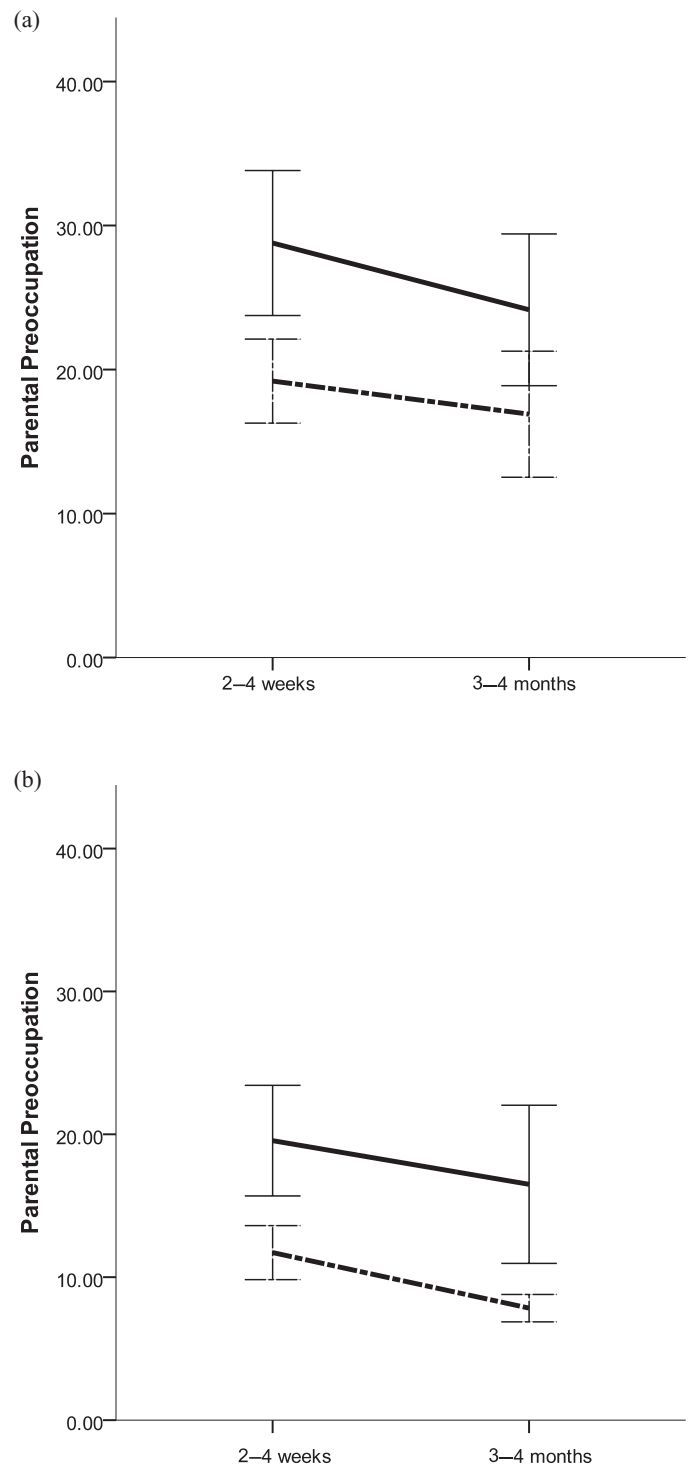 (a)
40.00
30.00
20.00
10.00
0.00
Parental Preoccupation
2–4 weeks
3–4 months
(b)
40.00
30.00
20.00
10.00
0.00
Parental Preoccupation
2–4 weeks
3–4 months